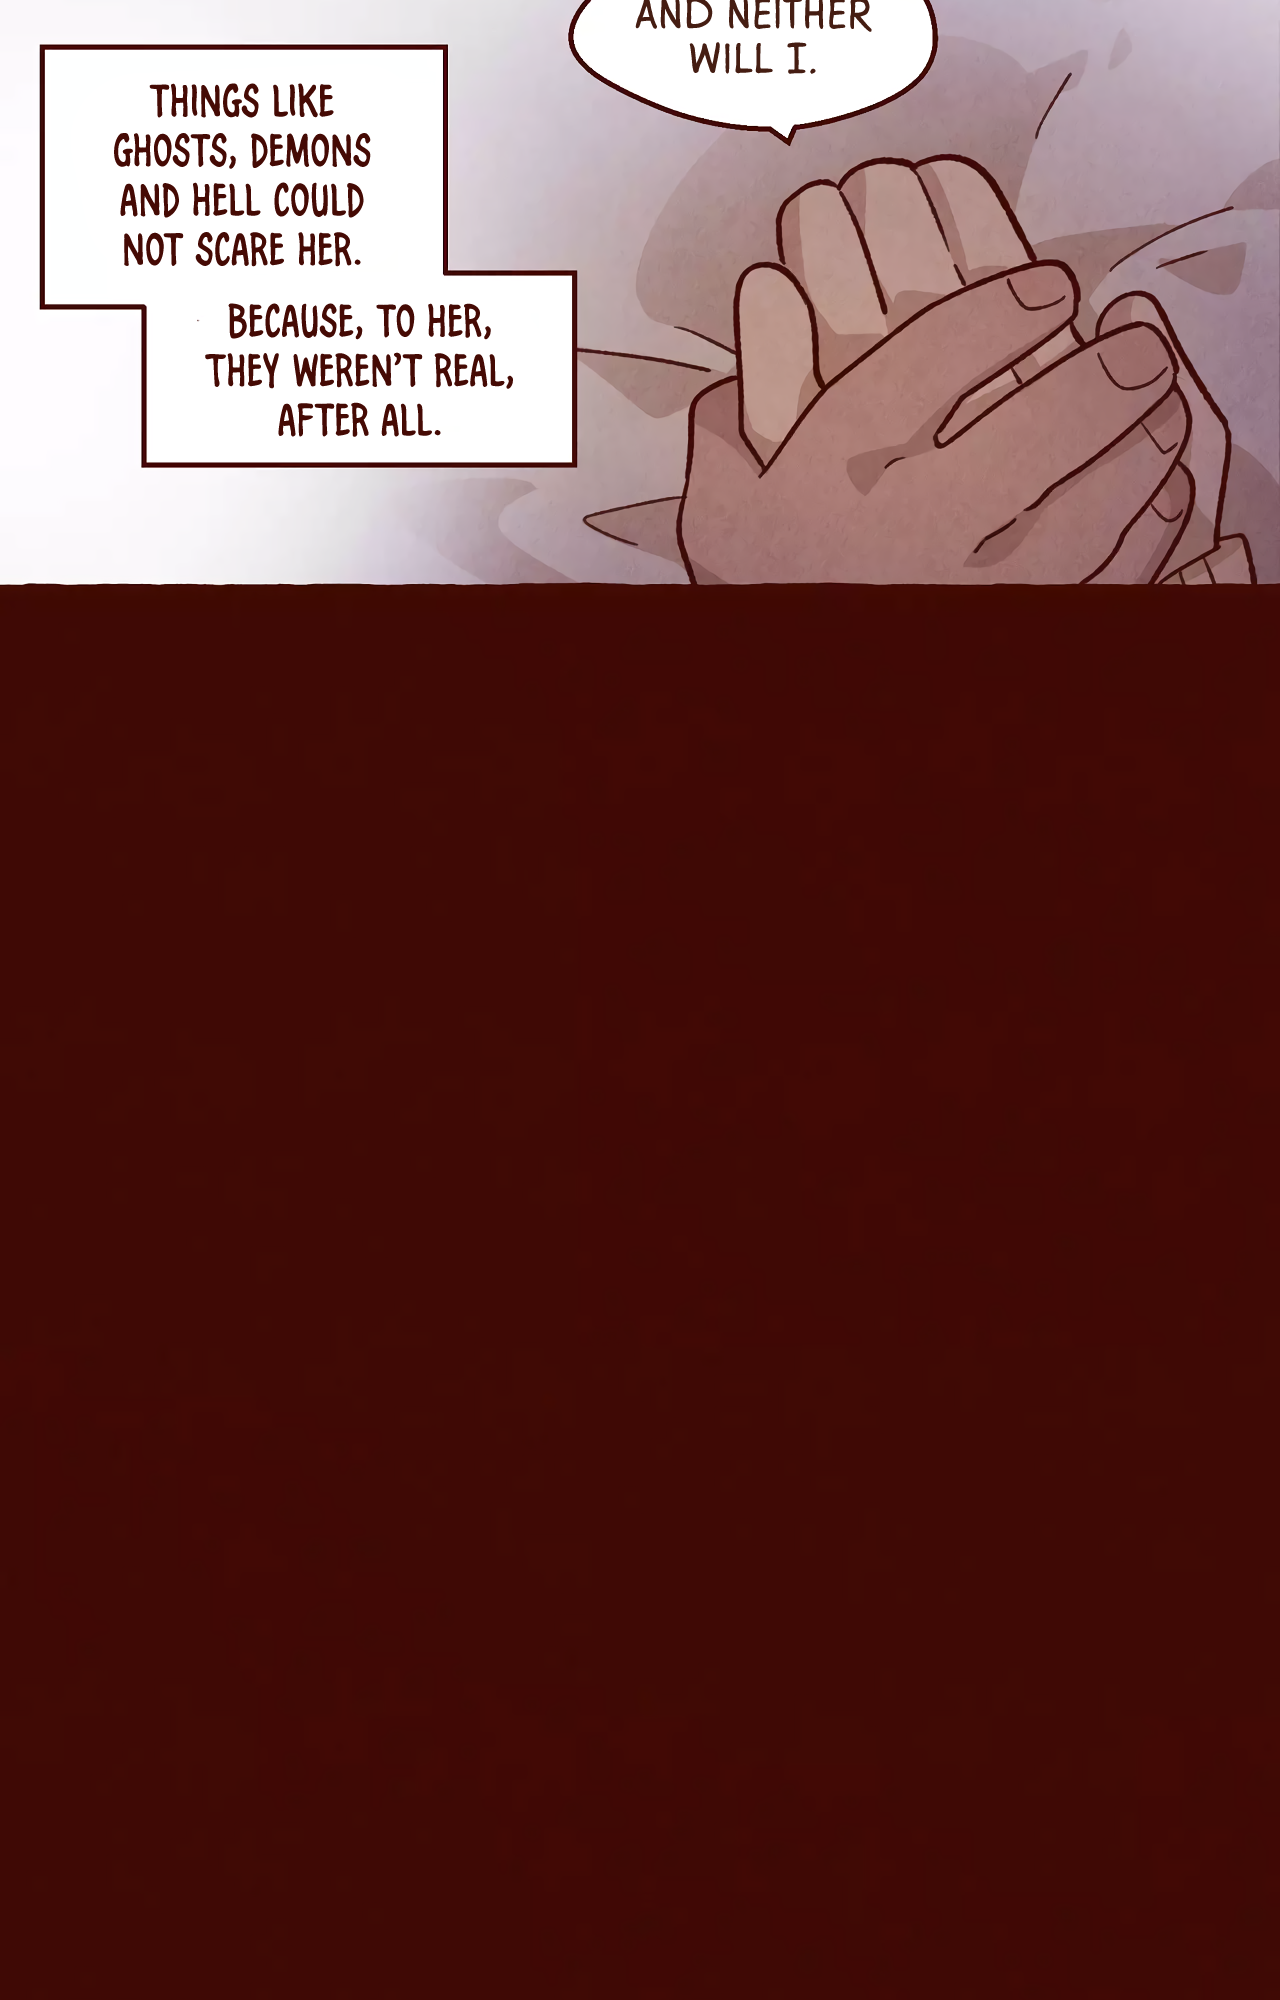 AND NEITHER
WILL I.
THINGS LIKE
GHOSTS, DEMONS
AND HELL COULD
NOT SCARE HER.
BECAUSE, TO HER,
THEY WEREN'T REAL,
AFTER ALL.